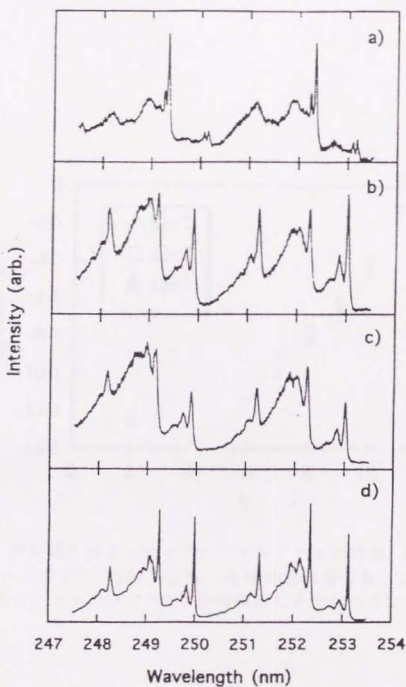 a)
b)
c)
d)
Intensity (arb.)
247 248 249 250 251 252 253 254
Wavelength (nm)